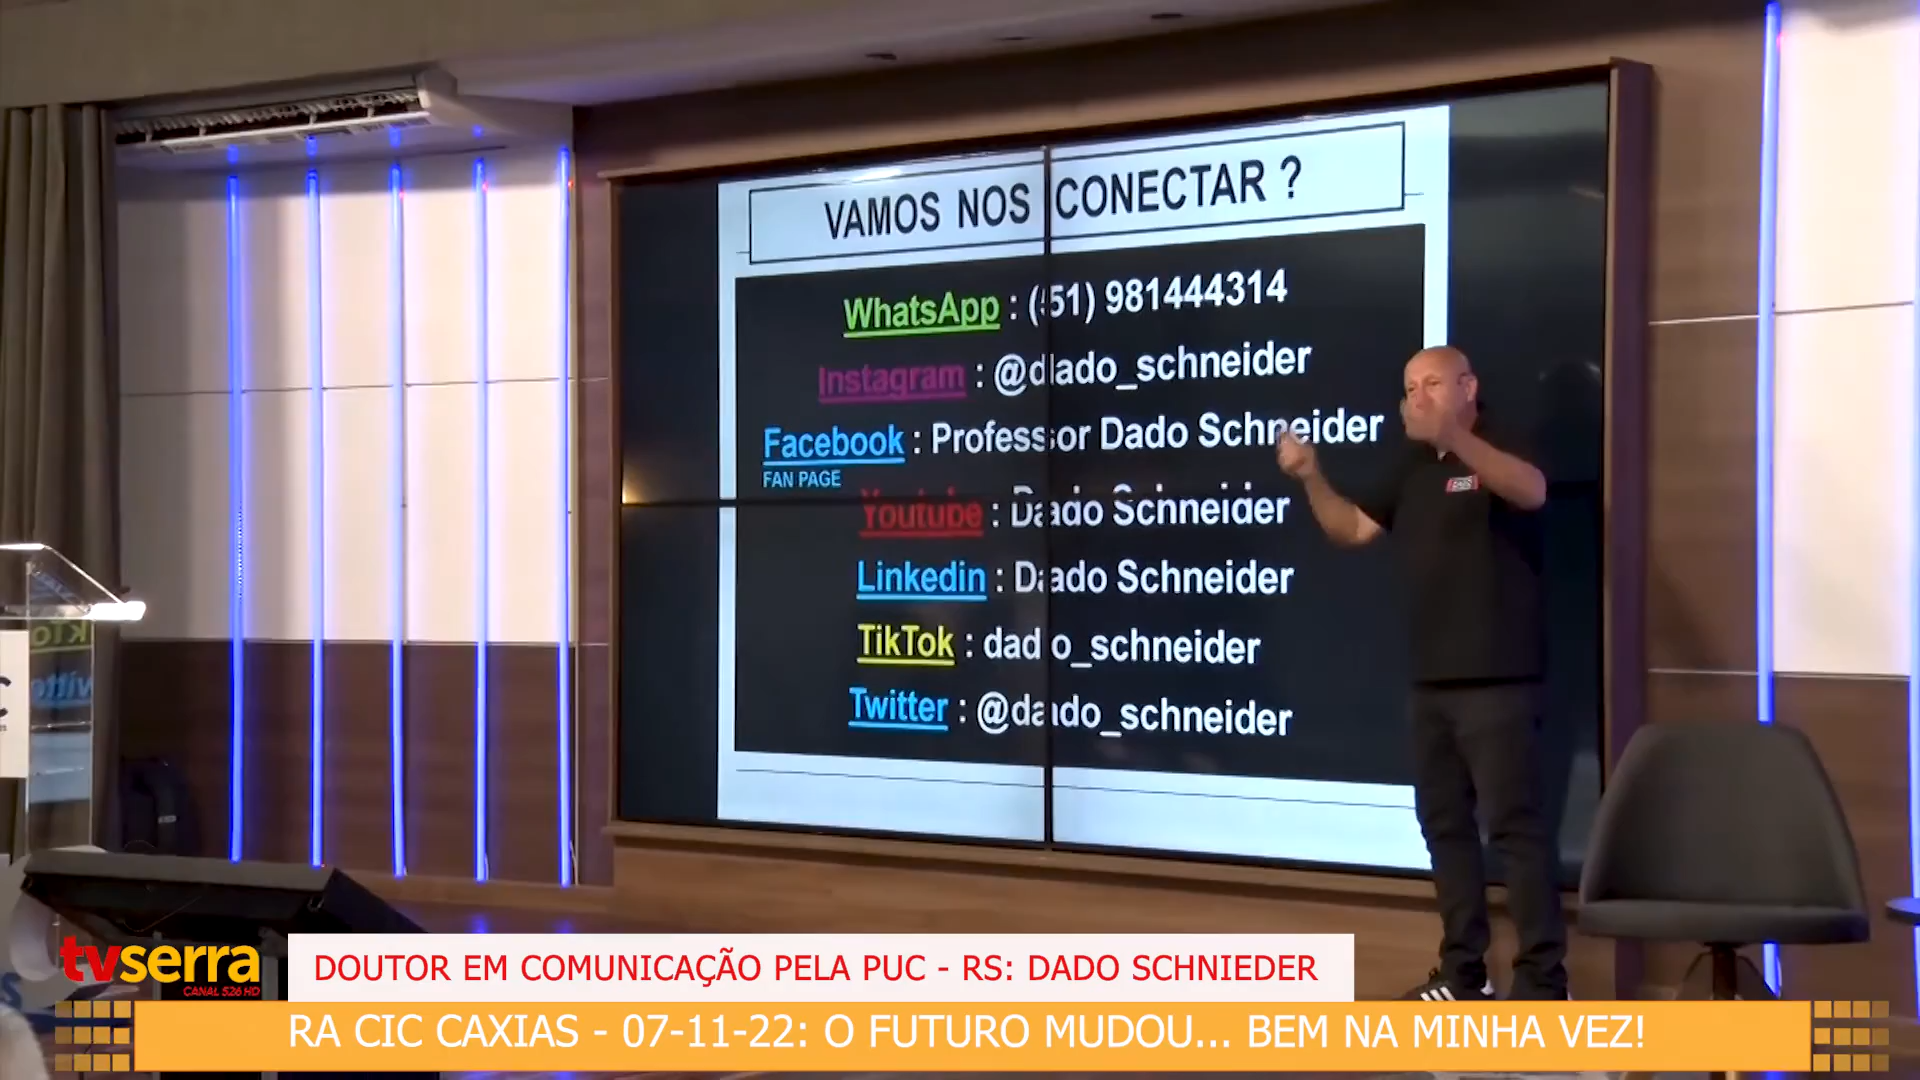 VAMOS NOS CONECTAR ?
WhatsApp : (51) 981444314
Instagram : @dado_schneider
Facebook : Professor Dado Schneider
FAN PAGE
Youtube : Dado Schneider
Linkedin : Dado Schneider
TikTok : dado_schneider
Twitter : @dado_schneider
tvserra
CANAL 526 HD
DOUTOR EM COMUNICAÇÃO PELA PUC - RS: DADO SCHNIEDER
RA CIC CAXIAS - 07-11-22: O FUTURO MUDOU... BEM NA MINHA VEZ!